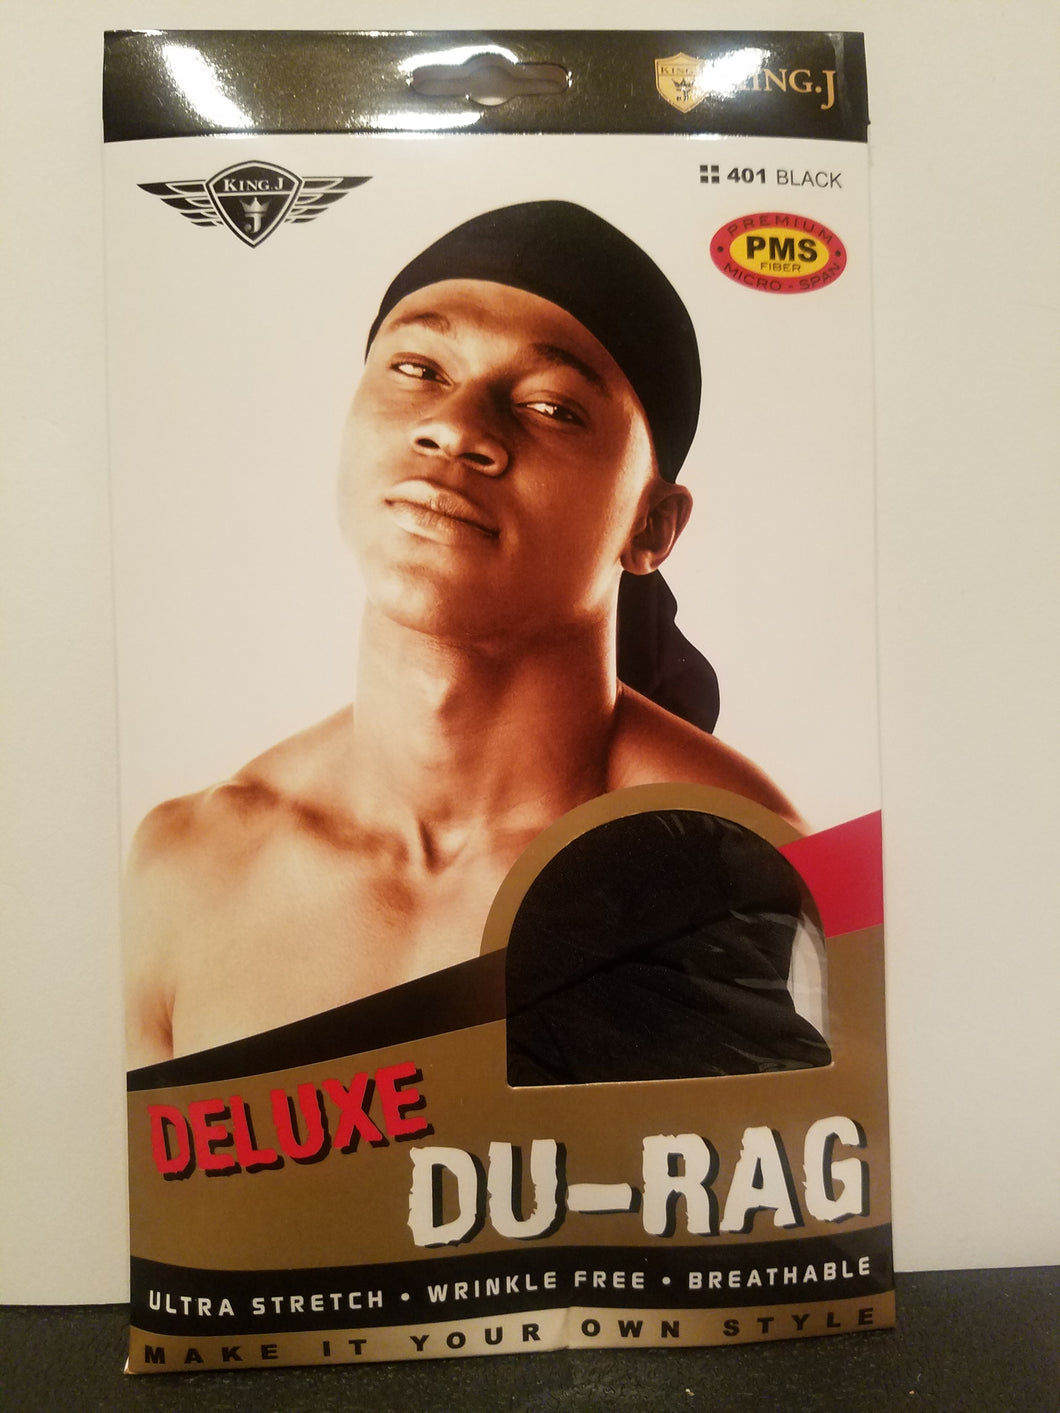 KING.J
KING.J
401 BLACK
PREMIUM
PMS
FIBER
MICRO - SPAN
DELUXE
DU-RAG
ULTRA STRETCH • WRINKLE FREE • BREATHABLE
MAKE IT YOUR OWN STYLE